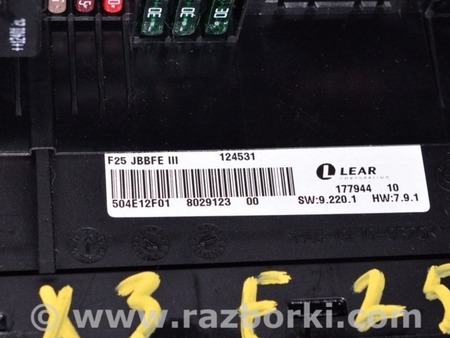 F25 JBBFE III 124531
LEAR
CORPORATION
177944 10
504E12F01 8029123 00
SW:9.220.1 HW:7.9.1
X3 F25
© www.razborki.com